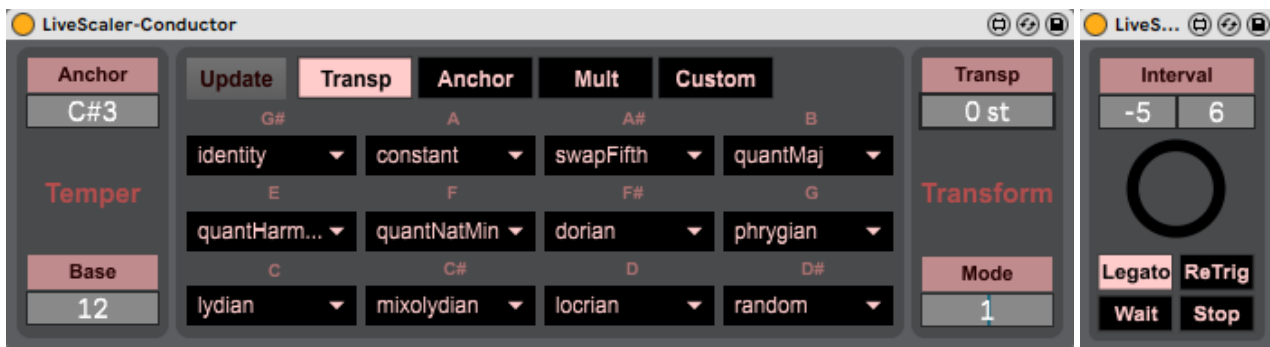 LiveScaler-Conductor
LiveS...
Anchor
C#3
Temper
Base
12
Update Transp Anchor Mult Custom
G# A A# B
identity constant swapFifth quantMaj
E F F# G
quantHarm... quantNatMin dorian phrygian
C C# D D#
lydian mixolydian locrian random
Transp
0 st
Transform
Mode
1
Interval
-5 6
Legato ReTrig
Wait Stop